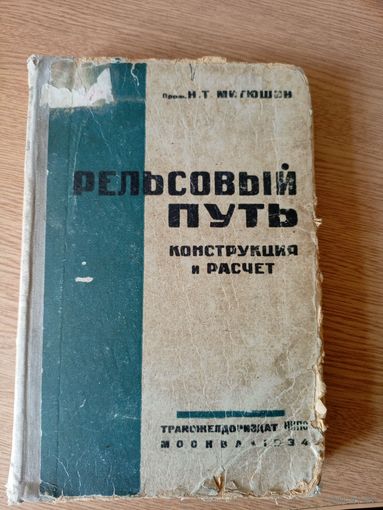 Проф. Н.Т. МИТЮШИН
РЕЛЬСОВЫЙ
ПУТЬ
КОНСТРУКЦИЯ
И РАСЧЕТ
ТРАНСЖЕЛДОРИЗДАТ НКПС
МОСКВА • 1934